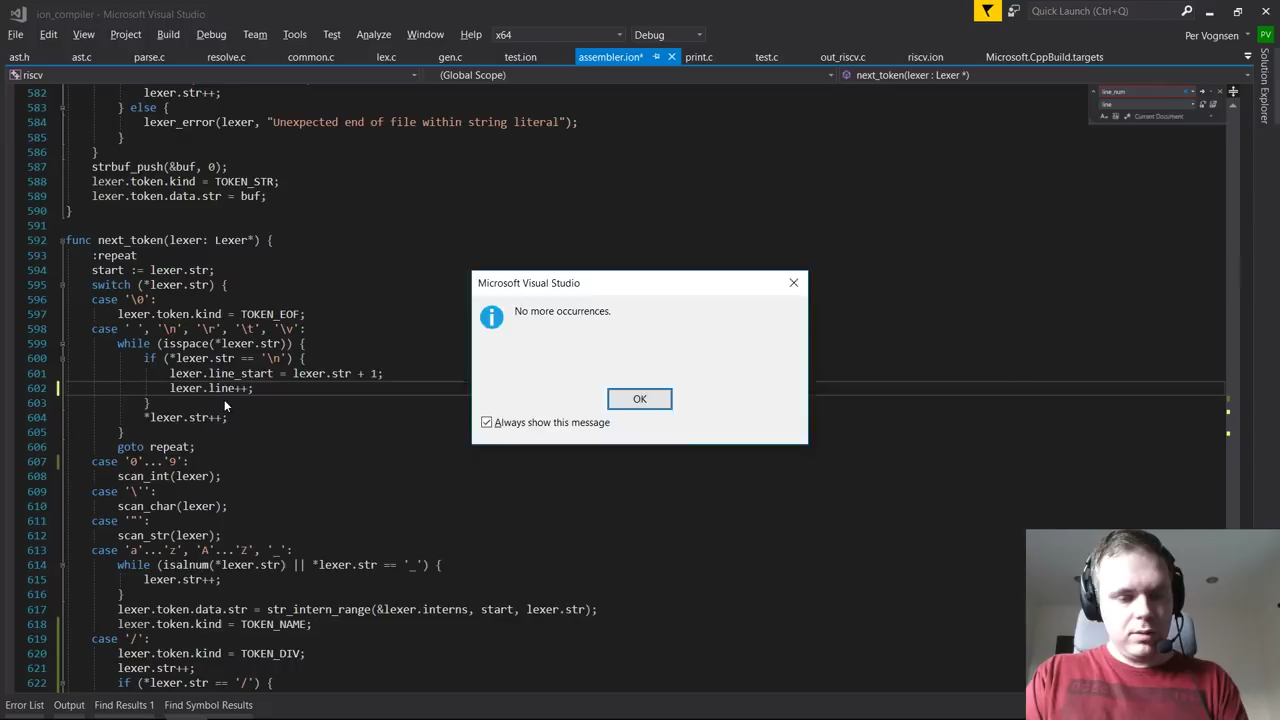 ion_compiler - Microsoft Visual Studio
Quick Launch (Ctrl+Q)
File Edit View Project Build Debug Team Tools Test Analyze Window Help x64 Debug
Per Vognsen PV
ast.h ast.c parse.c resolve.c common.c lex.c gen.c test.ion assembler.ion* print.c test.c out_riscv.c riscv.ion Microsoft.CppBuild.targets
riscv (Global Scope) next_token(lexer : Lexer *)
Solution Explorer
line_num
line
Current Document
582 lexer.str++;
583 } else {
584 lexer_error(lexer, "Unexpected end of file within string literal");
585 }
586 }
587 strbuf_push(&buf, 0);
588 lexer.token.kind = TOKEN_STR;
589 lexer.token.data.str = buf;
590 }
591
592 func next_token(lexer: Lexer*) {
593 :repeat
594 start := lexer.str;
595 switch (*lexer.str) {
596 case '\0':
597 lexer.token.kind = TOKEN_EOF;
598 case ' ', '\n', '\r', '\t', '\v':
599 while (isspace(*lexer.str)) {
600 if (*lexer.str == '\n') {
601 lexer.line_start = lexer.str + 1;
602 lexer.line++;
603 }
604 *lexer.str++;
605 }
606 goto repeat;
607 case '0'...'9':
608 scan_int(lexer);
609 case '\'':
610 scan_char(lexer);
611 case '"':
612 scan_str(lexer);
613 case 'a'...'z', 'A'...'Z', '_':
614 while (isalnum(*lexer.str) || *lexer.str == '_') {
615 lexer.str++;
616 }
617 lexer.token.data.str = str_intern_range(&lexer.interns, start, lexer.str);
618 lexer.token.kind = TOKEN_NAME;
619 case '/':
620 lexer.token.kind = TOKEN_DIV;
621 lexer.str++;
622 if (*lexer.str == '/') {
Microsoft Visual Studio
No more occurrences.
OK
Always show this message
Error List Output Find Results 1 Find Symbol Results